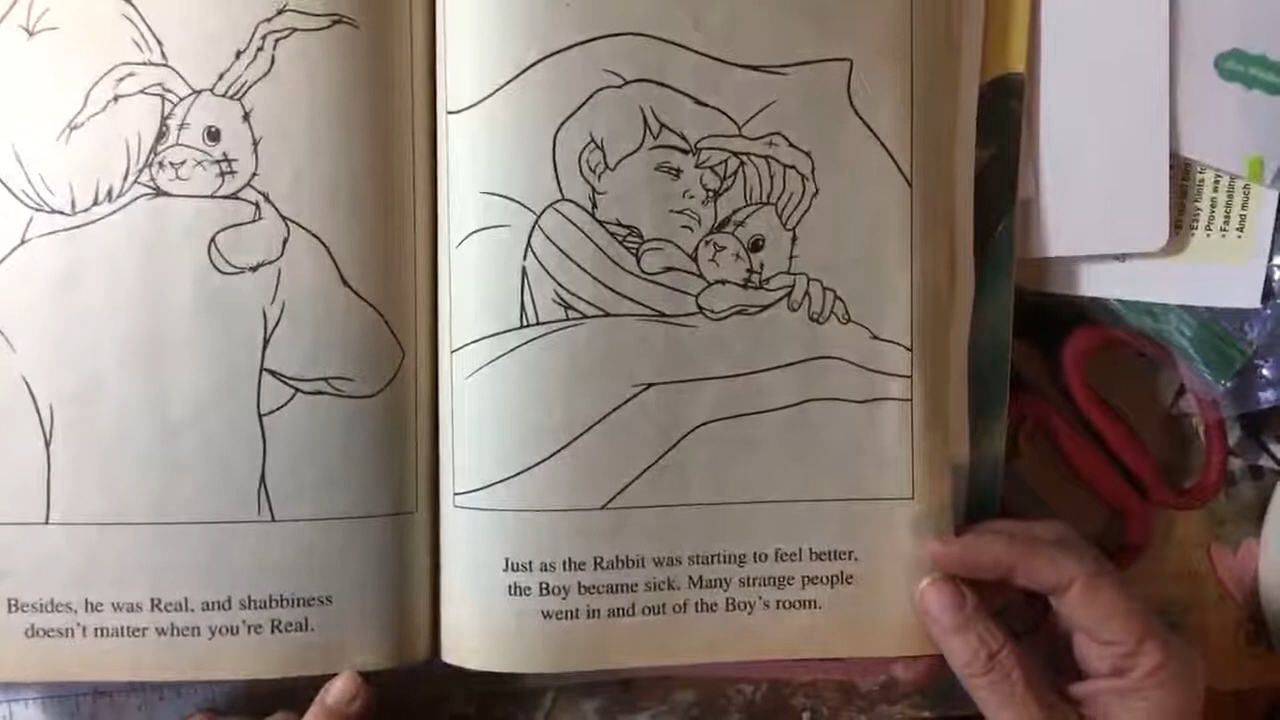 Besides, he was Real, and shabbiness
doesn't matter when you're Real.
Just as the Rabbit was starting to feel better,
the Boy became sick. Many strange people
went in and out of the Boy's room.
• Easy hints
• Proven way
• Fascinating
• And much